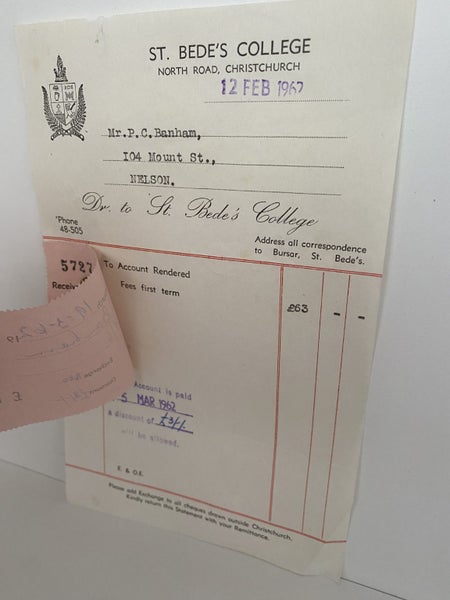 ST. BEDE'S COLLEGE
NORTH ROAD, CHRISTCHURCH
12 FEB 1962
Mr.P.C.Banham,
104 Mount St.,
NELSON.
Dr. to St. Bede's College
'Phone
48-505
Address all correspondence
to Bursar, St. Bede's.
5727
To Account Rendered
Fees first term
£63 - -
Account is paid
5 MAR 1962
a discount of £3/-/-
will be allowed.
E. & O.E.
Please add Exchange to all cheques drawn outside Christchurch.
Kindly return this Statement with your Remittance.